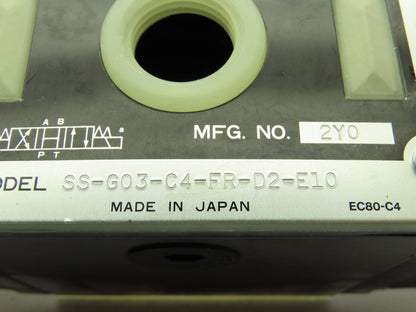 A B
a
P T
MFG. NO. 2Y0
ODEL SS-G03-C4-FR-D2-E10
MADE IN JAPAN
EC80-C4